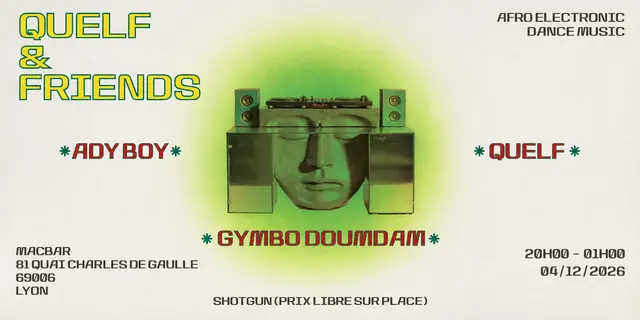 QUELF
&
FRIENDS
AFRO ELECTRONIC
DANCE MUSIC
*ADY BOY*
*QUELF*
*GYMBO DOUMDAM*
MACBAR
81 QUAI CHARLES DE GAULLE
69006
LYON
20H00 - 01H00
04/12/2026
SHOTGUN (PRIX LIBRE SUR PLACE)